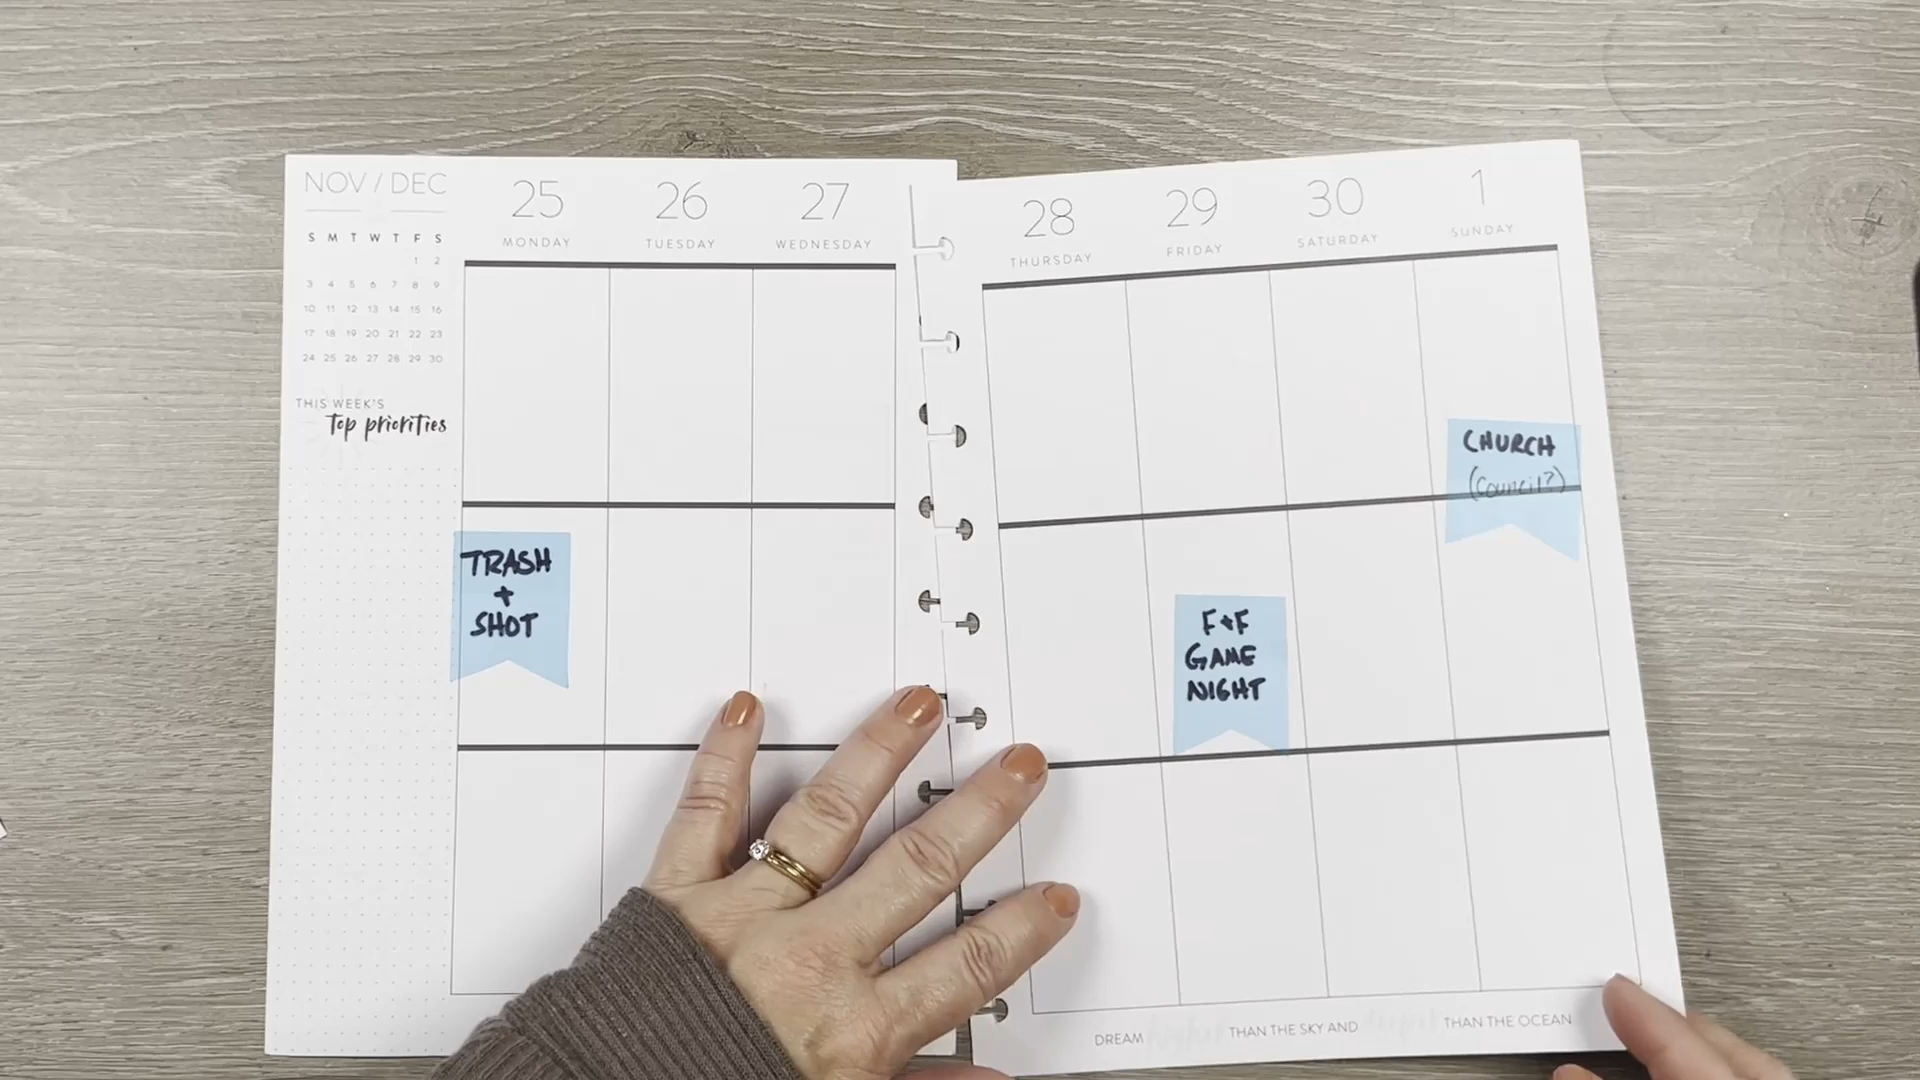 NOV / DEC
S M T W T F S
1 2
3 4 5 6 7 8 9
10 11 12 13 14 15 16
17 18 19 20 21 22 23
24 25 26 27 28 29 30
THIS WEEK'S
Top priorities
25
MONDAY
26
TUESDAY
27
WEDNESDAY
TRASH
+
SHOT
28
THURSDAY
29
FRIDAY
30
SATURDAY
1
SUNDAY
CHURCH
(Council?)
F+F
GAME
NIGHT
DREAM higher THAN THE SKY AND deeper THAN THE OCEAN